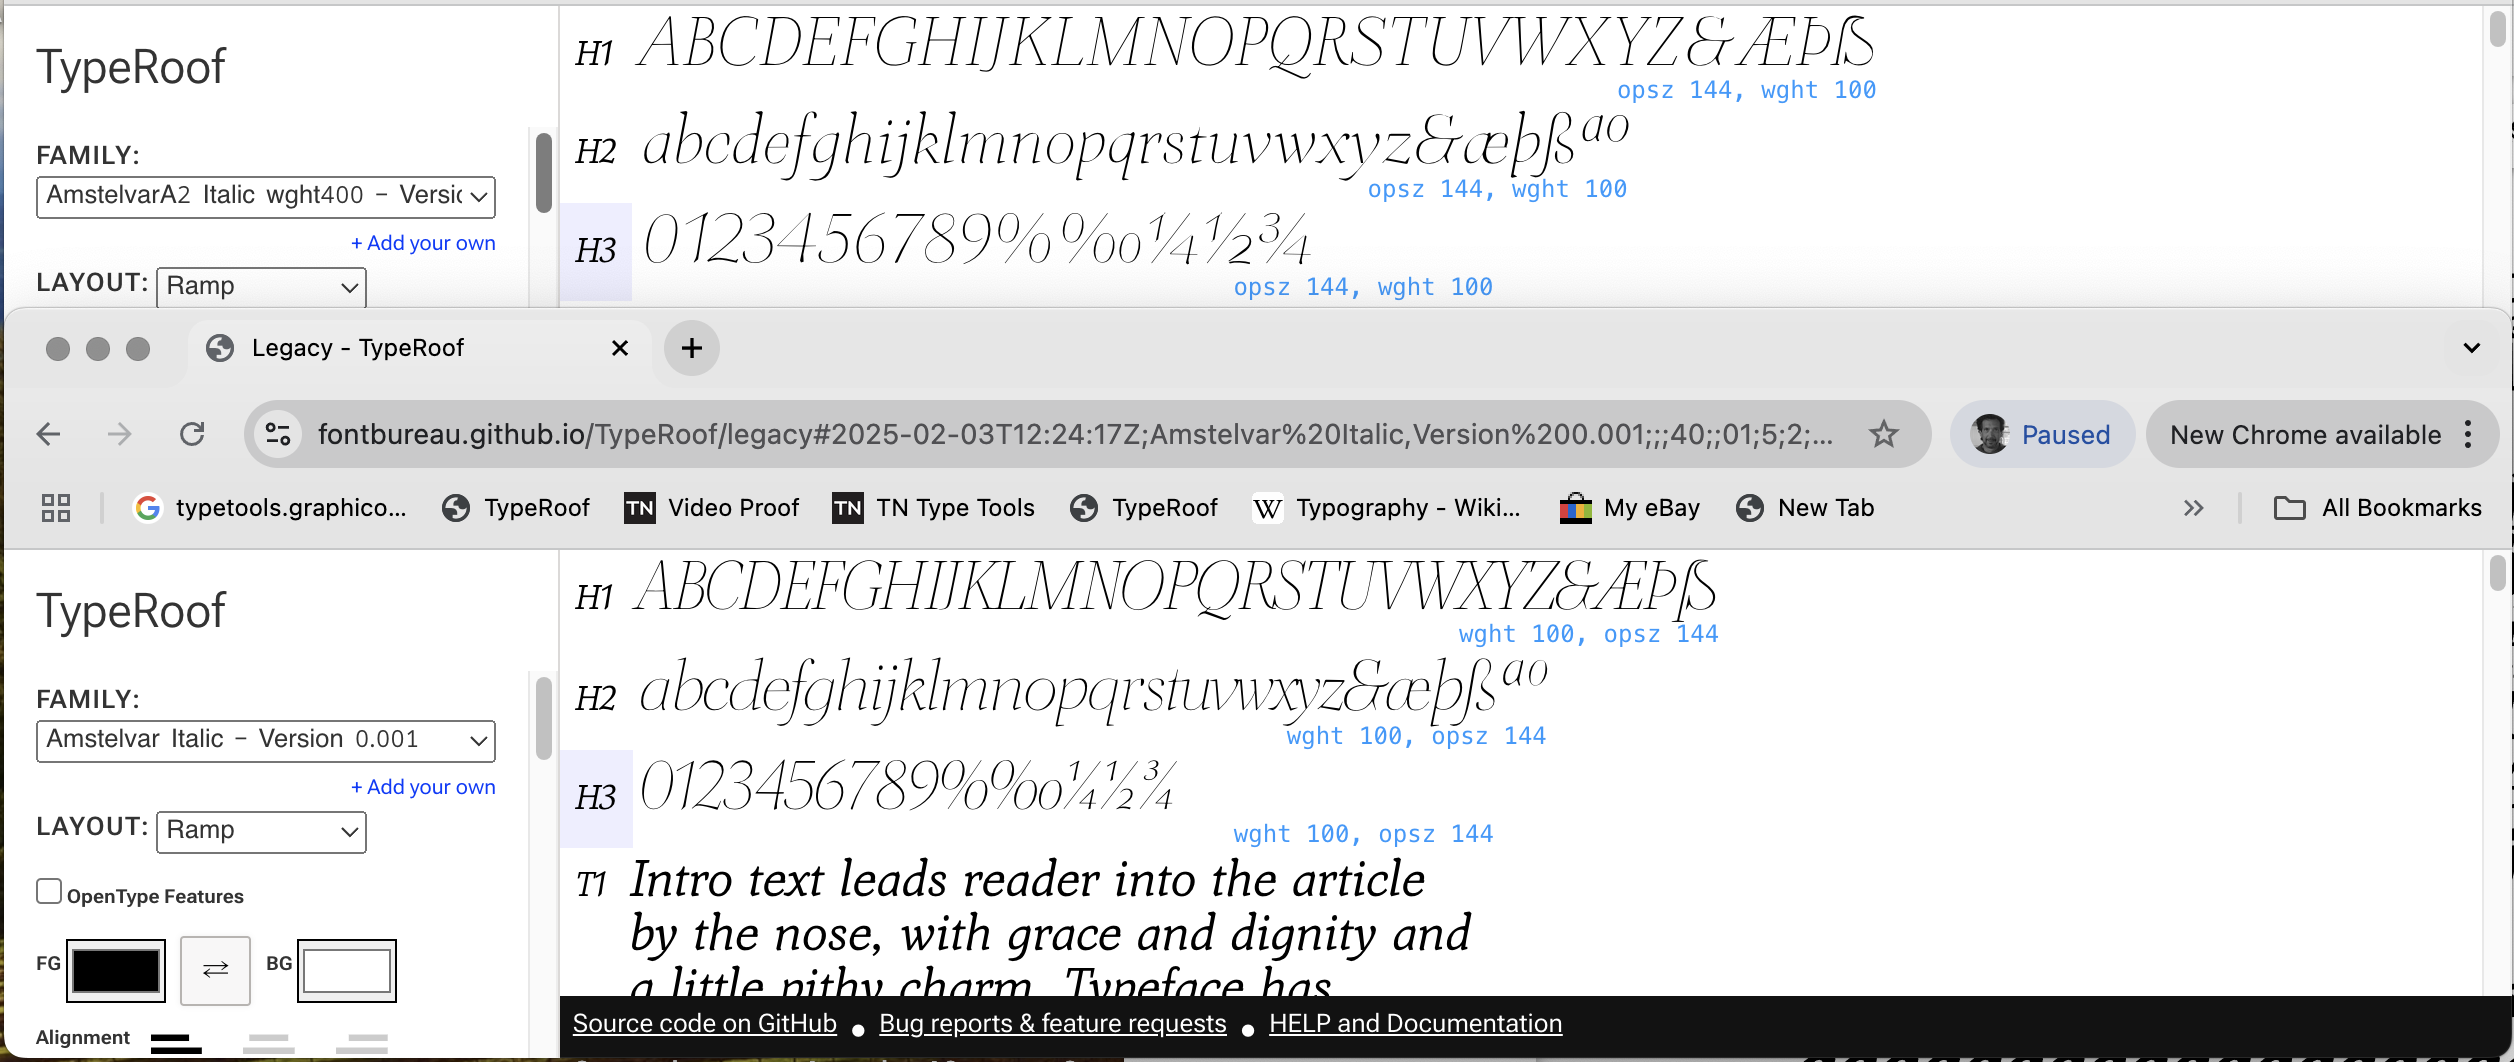 TypeRoof
FAMILY:
AmstelvarA2 Italic wght400 – Versic
+ Add your own
LAYOUT: Ramp
H1 ABCDEFGHIJKLMNOPQRSTUVWXYZ&ÆÞſS
opsz 144, wght 100
H2 abcdefghijklmnopqrstuvwxyz&æþßªº
opsz 144, wght 100
H3 0123456789%‰¼½¾
opsz 144, wght 100
Legacy - TypeRoof
fontbureau.github.io/TypeRoof/legacy#2025-02-03T12:24:17Z;Amstelvar%20Italic,Version%200.001;;;40;;01;5;2;...
Paused
New Chrome available
typetools.graphico...
TypeRoof
TN Video Proof
TN TN Type Tools
TypeRoof
W Typography - Wiki...
My eBay
New Tab
All Bookmarks
TypeRoof
FAMILY:
Amstelvar Italic – Version 0.001
+ Add your own
LAYOUT: Ramp
OpenType Features
FG
BG
Alignment
H1 ABCDEFGHIJKLMNOPQRSTUVWXYZ&ÆÞſS
wght 100, opsz 144
H2 abcdefghijklmnopqrstuvwxyz&æþßªº
wght 100, opsz 144
H3 0123456789%‰¼½¾
wght 100, opsz 144
T1 Intro text leads reader into the article
by the nose, with grace and dignity and
a little pithy charm. Typeface has
Source code on GitHub • Bug reports & feature requests • HELP and Documentation